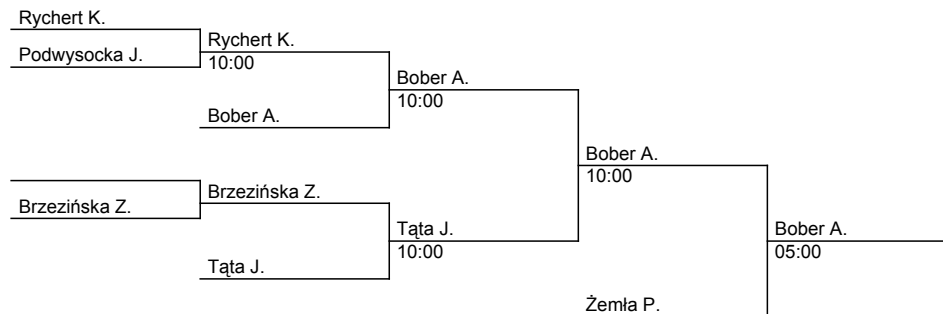 Rychert K.
Podwysocka J.
Rychert K.
10:00
Bober A.
Bober A.
10:00
Brzezińska Z.
Brzezińska Z.
Tąta J.
Tąta J.
10:00
Bober A.
10:00
Żemła P.
Bober A.
05:00